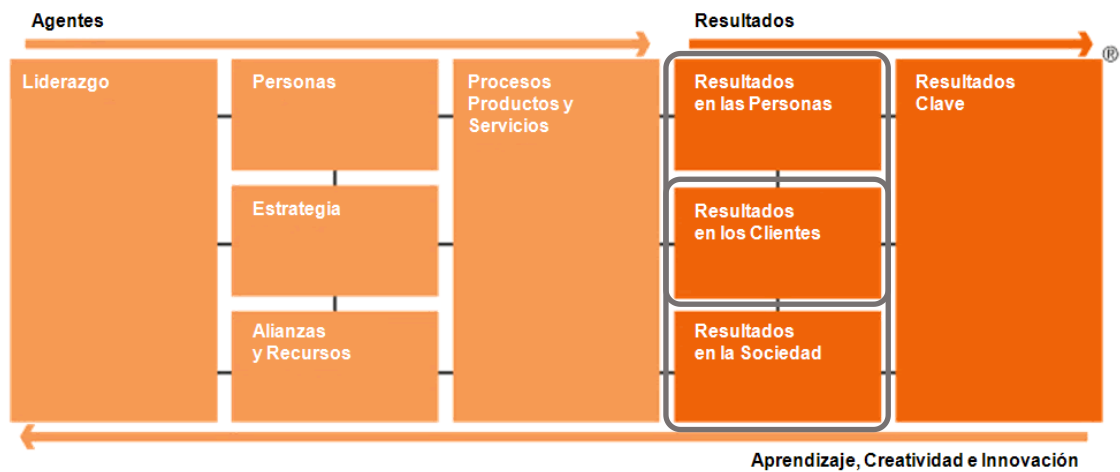 Agentes
Resultados
®
Liderazgo
Personas
Procesos
Productos y
Servicios
Resultados
en las Personas
Resultados
Clave
Estrategia
Resultados
en los Clientes
Alianzas
y Recursos
Resultados
en la Sociedad
Aprendizaje, Creatividad e Innovación